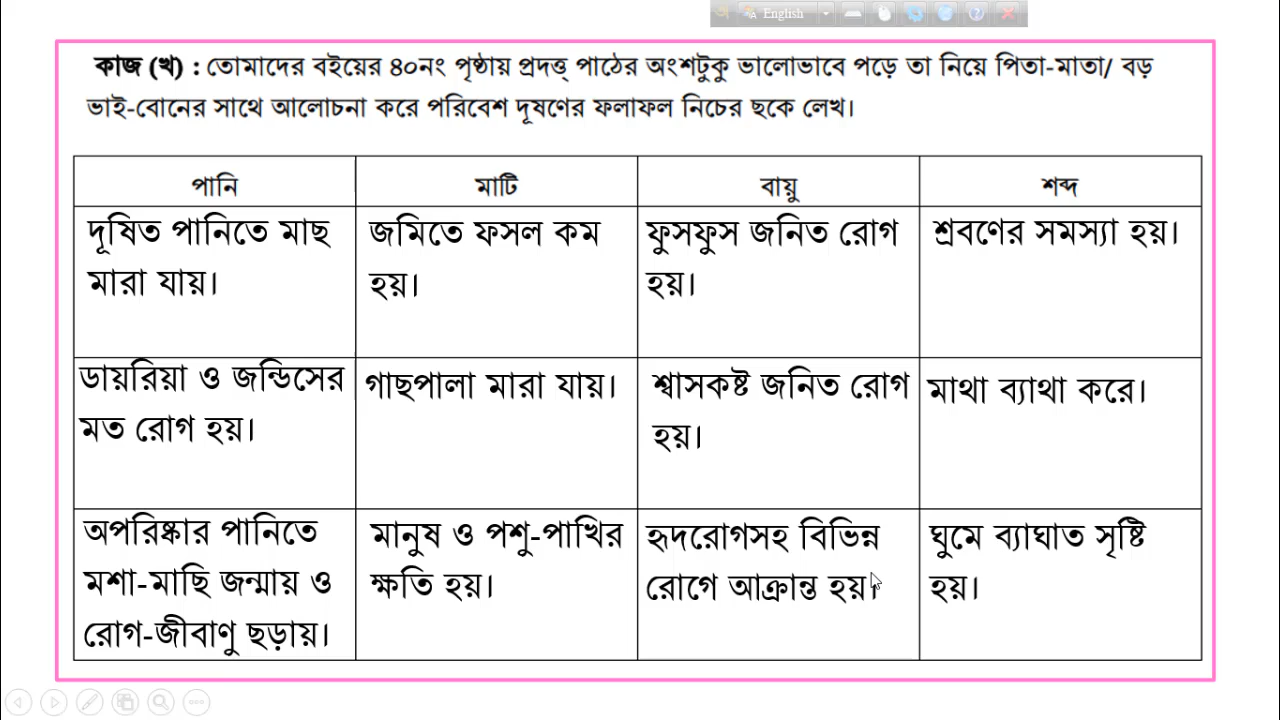 English
কাজ (খ) : তোমাদের বইয়ের ৪০নং পৃষ্ঠায় প্রদত্ত্ পাঠের অংশটুকু ভালোভাবে পড়ে তা নিয়ে পিতা-মাতা/ বড়
ভাই-বোনের সাথে আলোচনা করে পরিবেশ দূষণের ফলাফল নিচের ছকে লেখ।
পানি মাটি বায়ু শব্দ
দূষিত পানিতে মাছ
মারা যায়।
জমিতে ফসল কম
হয়।
ফুসফুস জনিত রোগ
হয়।
শ্রবণের সমস্যা হয়।
ডায়রিয়া ও জন্ডিসের
মত রোগ হয়।
গাছপালা মারা যায়।
শ্বাসকষ্ট জনিত রোগ
হয়।
মাথা ব্যাথা করে।
অপরিষ্কার পানিতে
মশা-মাছি জন্মায় ও
রোগ-জীবাণু ছড়ায়।
মানুষ ও পশু-পাখির
ক্ষতি হয়।
হৃদরোগসহ বিভিন্ন
রোগে আক্রান্ত হয়।
ঘুমে ব্যাঘাত সৃষ্টি
হয়।